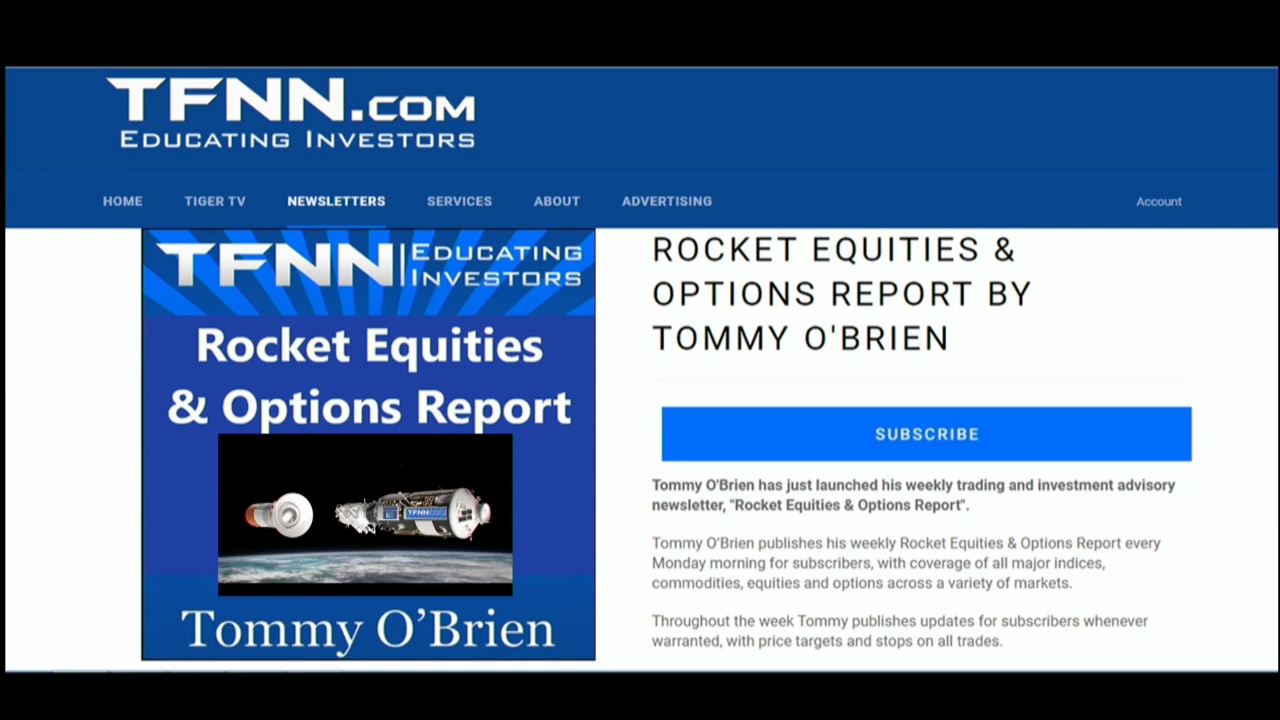 TFNN.COM
EDUCATING INVESTORS
HOME TIGER TV NEWSLETTERS SERVICES ABOUT ADVERTISING Account
TFNN EDUCATING
INVESTORS
Rocket Equities
& Options Report
TFNN
Tommy O’Brien
ROCKET EQUITIES &
OPTIONS REPORT BY
TOMMY O'BRIEN
SUBSCRIBE
Tommy O'Brien has just launched his weekly trading and investment advisory
newsletter, "Rocket Equities & Options Report".
Tommy O’Brien publishes his weekly Rocket Equities & Options Report every
Monday morning for subscribers, with coverage of all major indices,
commodities, equities and options across a variety of markets.
Throughout the week Tommy publishes updates for subscribers whenever
warranted, with price targets and stops on all trades.